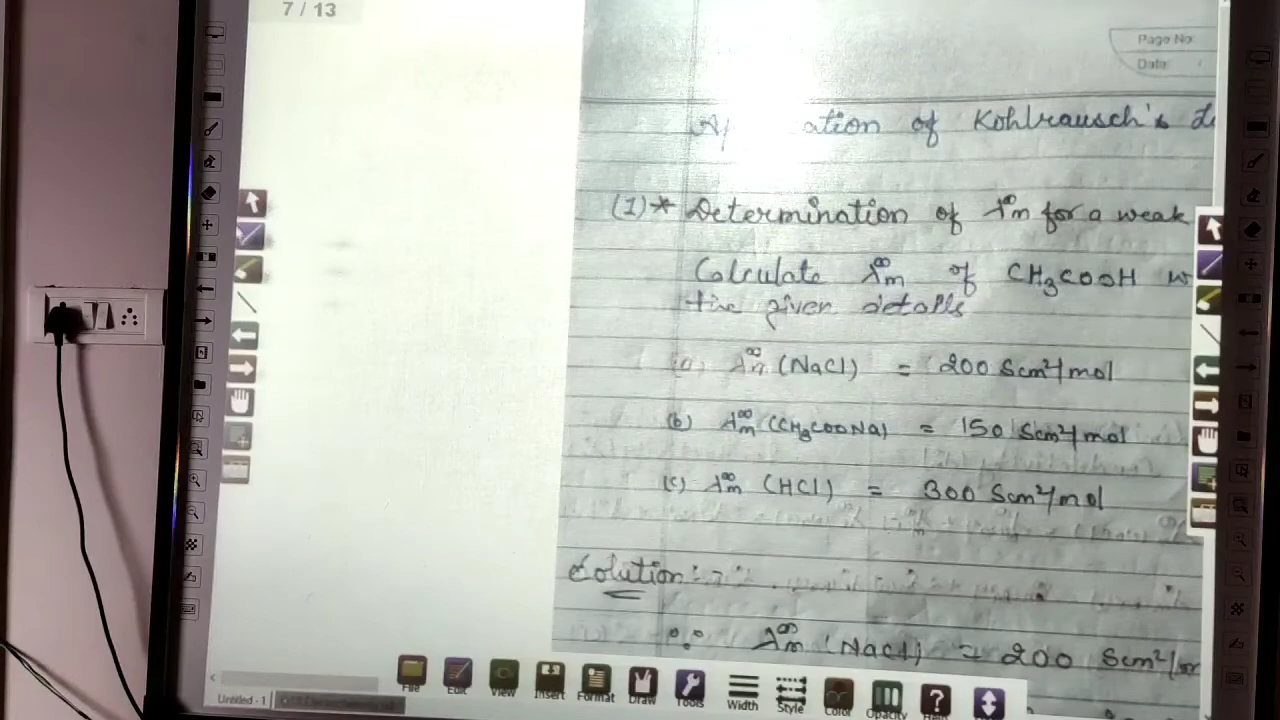 7 / 13
Page No:
Date:
ation of Kohlrausch's
(1)* Determination of λ∞m for a weak
Calculate λ∞m of CH3COOH w
the given details
(a) λ∞m (NaCl) = 200 Scm²/mol
(b) λ∞m (CH3COONa) = 150 Scm²/mol
(c) λ∞m (HCl) = 300 Scm²/mol
Solution:-
∵ λ∞m (NaCl) = 200 Scm²/
File Edit View Insert Format Draw Tools Width Style Color Opacity
Untitled - 1